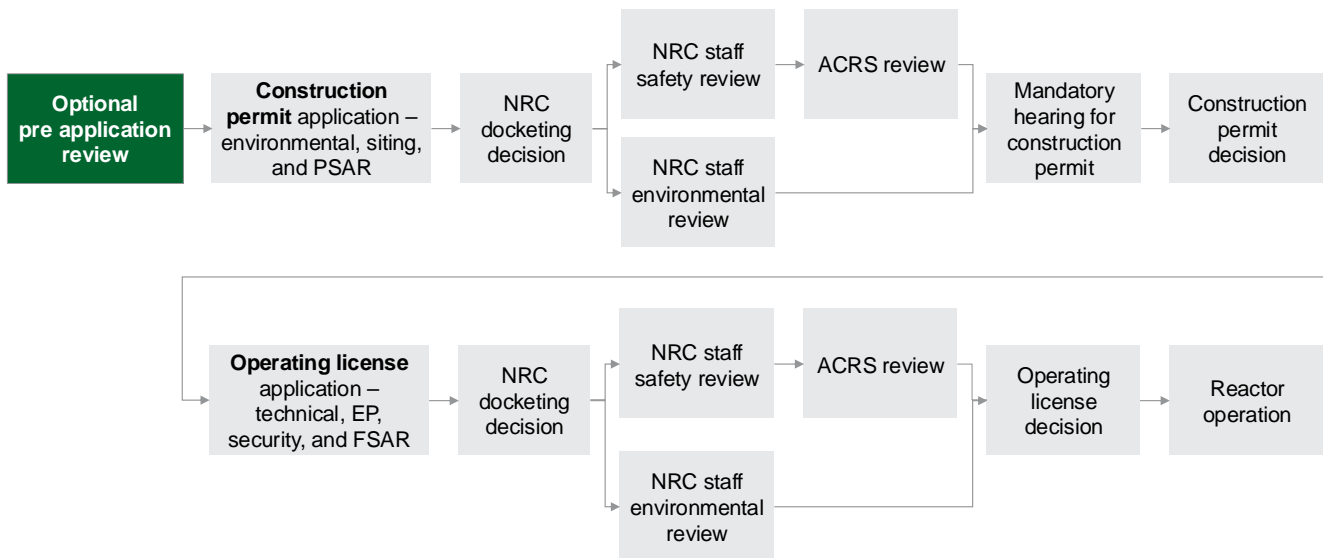 Optional
pre application
review
Construction
permit application –
environmental, siting,
and PSAR
NRC
docketing
decision
NRC staff
safety review
ACRS review
NRC staff
environmental
review
Mandatory
hearing for
construction
permit
Construction
permit
decision
Operating license
application –
technical, EP,
security, and FSAR
NRC
docketing
decision
NRC staff
safety review
ACRS review
NRC staff
environmental
review
Operating
license
decision
Reactor
operation